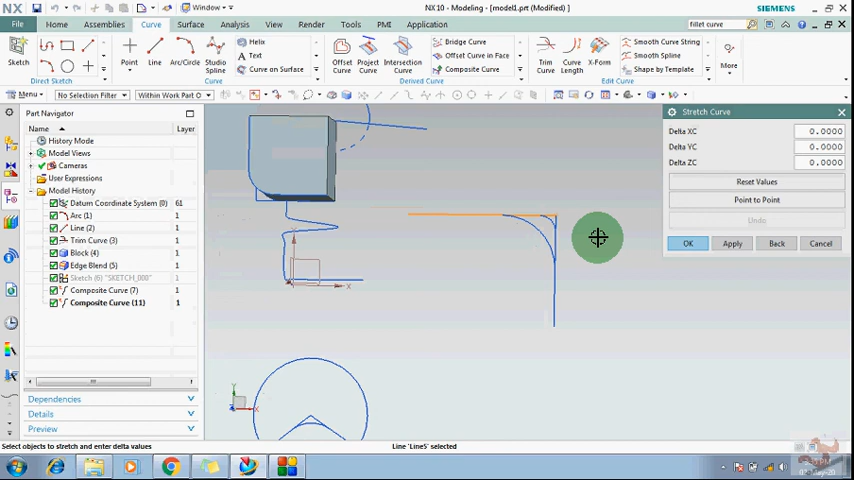 NX
Window
NX 10 - Modeling - [model1.prt (Modified) ]
SIEMENS
File
Home
Assemblies
Curve
Surface
Analysis
View
Render
Tools
PMI
Application
fillet curve
Sketch
Direct Sketch
Point
Line
Arc/Circle
Studio Spline
Helix
Text
Curve on Surface
Curve
Offset Curve
Project Curve
Intersection Curve
Bridge Curve
Offset Curve in Face
Composite Curve
Derived Curve
Trim Curve
Curve Length
X-Form
Smooth Curve String
Smooth Spline
Shape by Template
Edit Curve
More
Menu
No Selection Filter
Within Work Part O
Part Navigator
Name
Layer
History Mode
Model Views
Cameras
User Expressions
Model History
Datum Coordinate System (0) 61
Arc (1) 1
Line (2) 1
Trim Curve (3) 1
Block (4) 1
Edge Blend (5) 1
Sketch (6) "SKETCH_000" 1
Composite Curve (7) 1
Composite Curve (11) 1
Dependencies
Details
Preview
Stretch Curve
Delta XC 0.0000
Delta YC 0.0000
Delta ZC 0.0000
Reset Values
Point to Point
Undo
OK
Apply
Back
Cancel
X
Y
X
Z
Select objects to stretch and enter delta values
Line 'Line5' selected